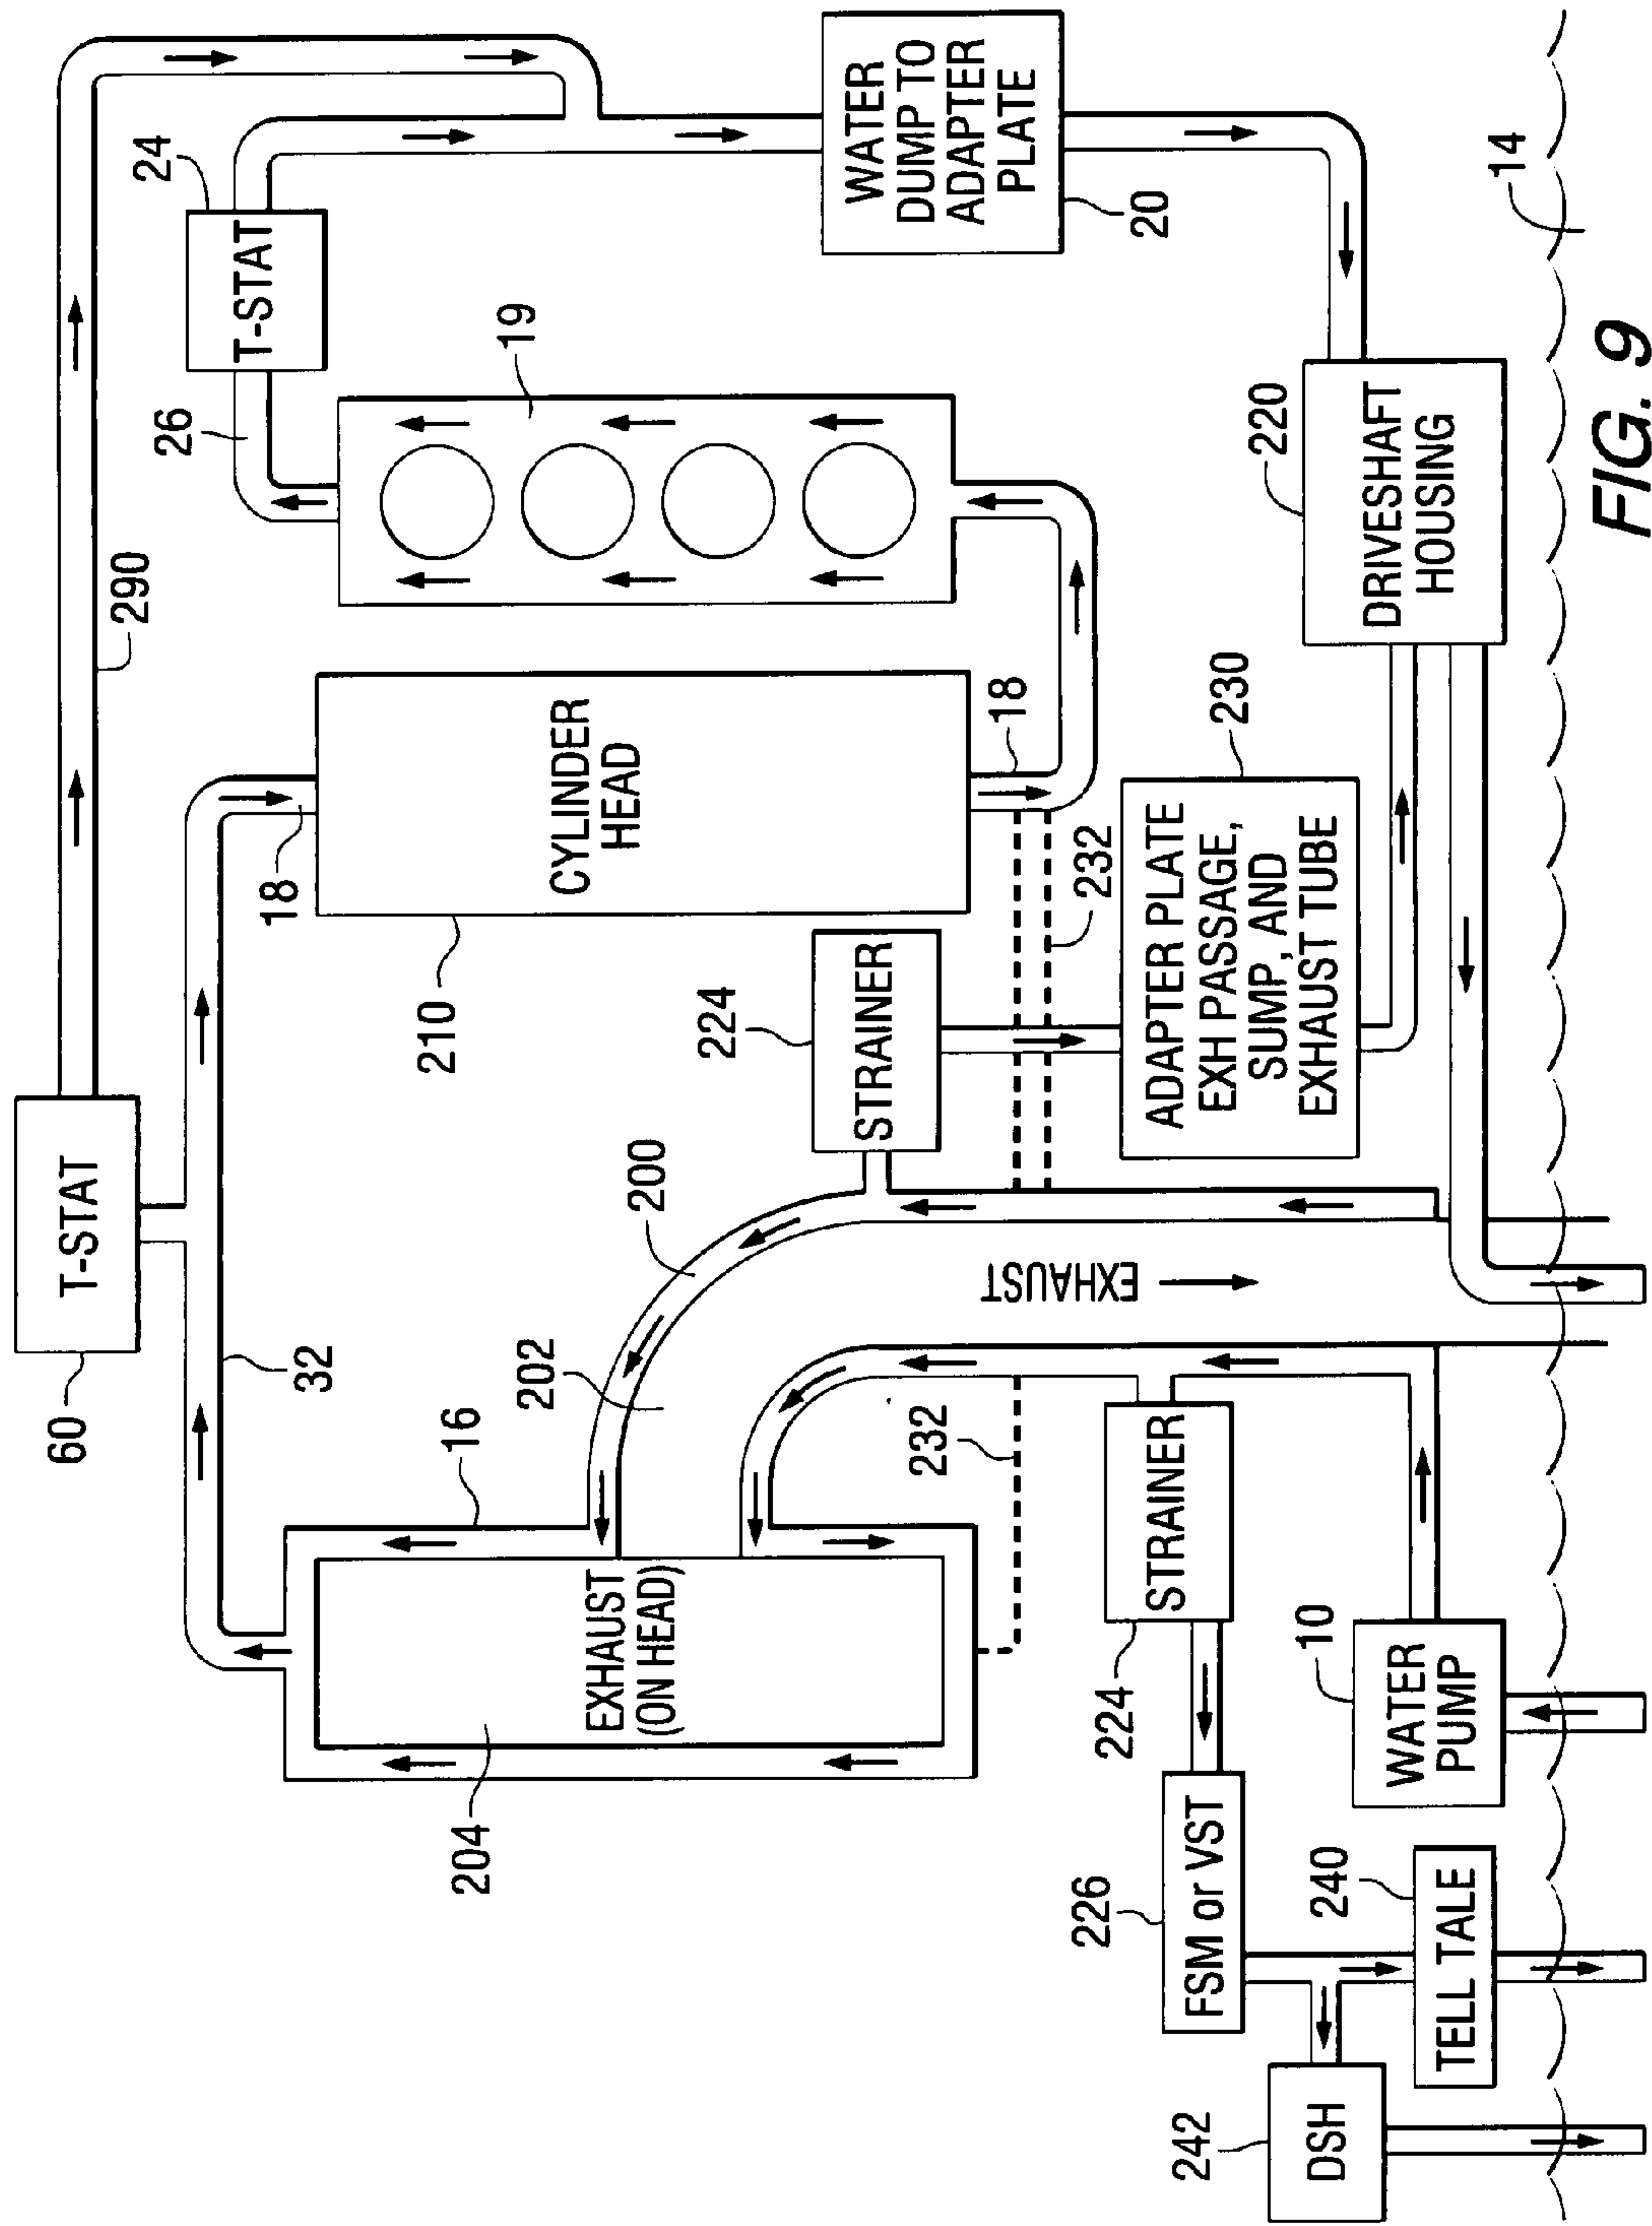 60
T-STAT
290
24
T-STAT
26
32
18
16
204
EXHAUST
(ON HEAD)
202
200
210
CYLINDER
HEAD
19
WATER
DUMP TO
ADAPTER
PLATE
20
224
STRAINER
18
232
232
EXHAUST
224
STRAINER
ADAPTER PLATE
EXH PASSAGE,
SUMP, AND
EXHAUST TUBE
230
220
DRIVESHAFT
HOUSING
226
FSM or VST
10
WATER
PUMP
242
DSH
240
TELL TALE
14
FIG. 9